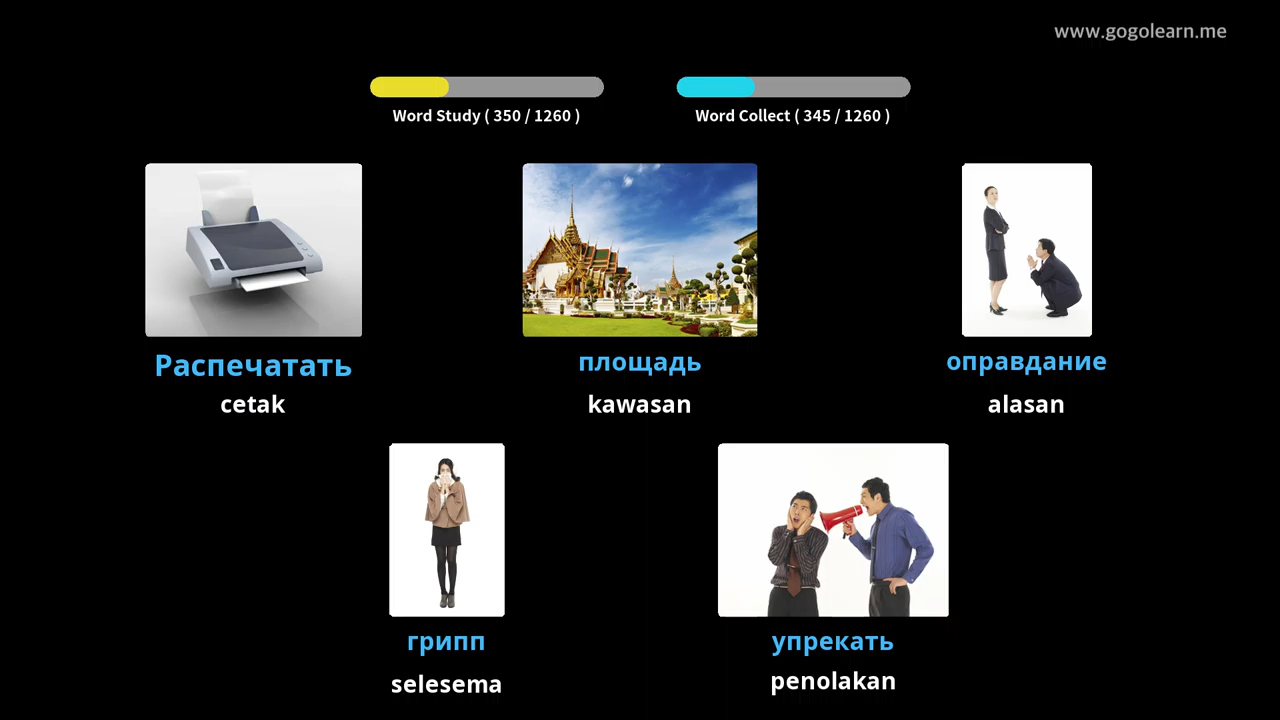 www.gogolearn.me
Word Study ( 350 / 1260 )
Word Collect ( 345 / 1260 )
Распечатать
cetak
площадь
kawasan
оправдание
alasan
грипп
selesema
упрекать
penolakan